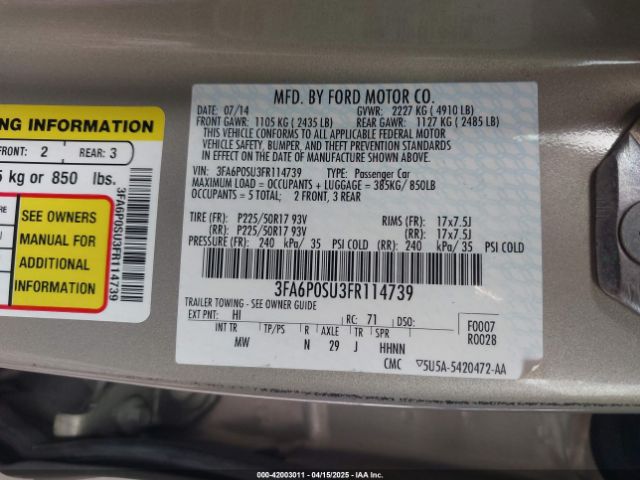 NG INFORMATION
FRONT: 2 REAR: 3
5 kg or 850 lbs.
SEE OWNERS
MANUAL FOR
ADDITIONAL
INFORMATION
3FA6P0SU3FR114739
MFD. BY FORD MOTOR CO.
DATE: 07/14 GVWR: 2227 KG ( 4910 LB)
FRONT GAWR: 1105 KG ( 2435 LB) REAR GAWR: 1127 KG ( 2485 LB)
THIS VEHICLE CONFORMS TO ALL APPLICABLE FEDERAL MOTOR
VEHICLE SAFETY, BUMPER, AND THEFT PREVENTION STANDARDS IN
EFFECT ON THE DATE OF MANUFACTURE SHOWN ABOVE.
VIN: 3FA6P0SU3FR114739 TYPE: Passenger Car
MAXIMUM LOAD = OCCUPANTS + LUGGAGE = 385KG/ 850LB
OCCUPANTS = 5 TOTAL; 2 FRONT, 3 REAR
TIRE (FR): P225/50R17 93V RIMS (FR): 17x7.5J
(RR): P225/50R17 93V (RR): 17x7.5J
PRESSURE (FR): 240 kPa/ 35 PSI COLD (RR): 240 kPa/ 35 PSI COLD
3FA6P0SU3FR114739
TRAILER TOWING - SEE OWNER GUIDE
EXT PNT: HI RC: 71 DSO: F0007
INT TR TP/PS R AXLE TR SPR R0028
MW N 29 J HHNN
CMC ▽5U5A-5420472-AA
000-42003011 - 04/15/2025 - IAAI.COM